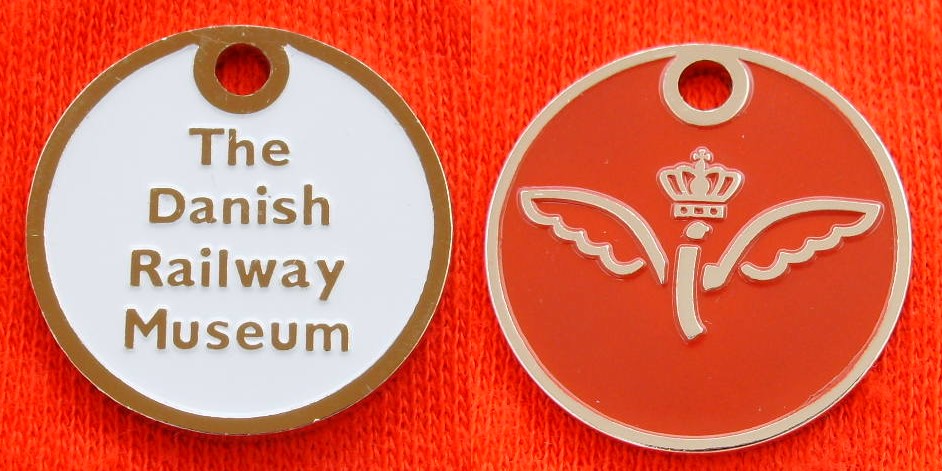 The
Danish
Railway
Museum